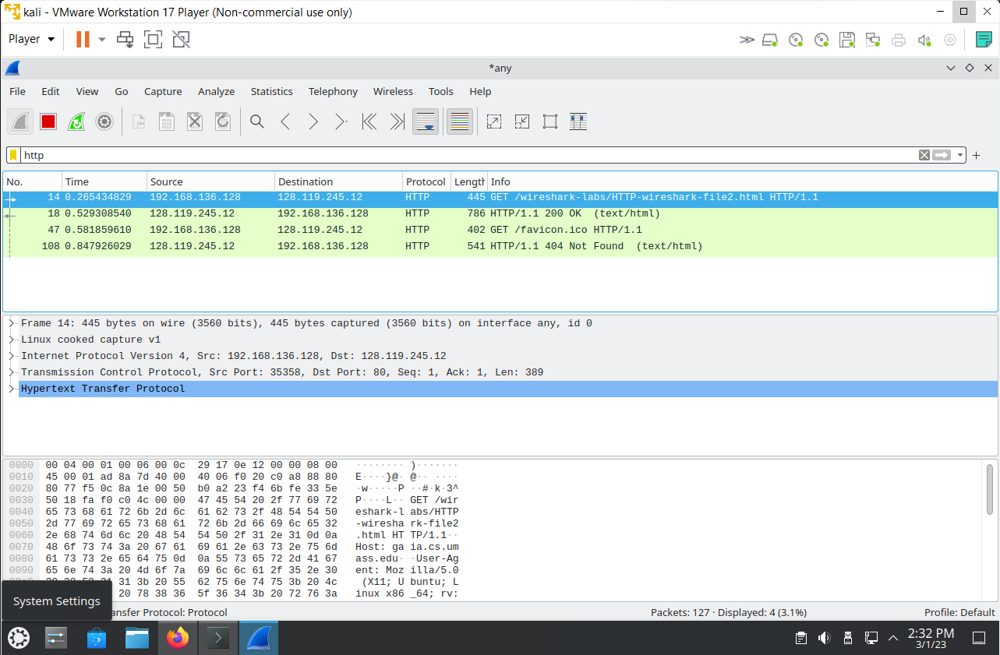 kali - VMware Workstation 17 Player (Non-commercial use only)
Player
*any
File Edit View Go Capture Analyze Statistics Telephony Wireless Tools Help
http
No. Time Source Destination Protocol Length Info
14 0.265434829 192.168.136.128 128.119.245.12 HTTP 445 GET /wireshark-labs/HTTP-wireshark-file2.html HTTP/1.1
18 0.529308540 128.119.245.12 192.168.136.128 HTTP 786 HTTP/1.1 200 OK (text/html)
47 0.581859610 192.168.136.128 128.119.245.12 HTTP 402 GET /favicon.ico HTTP/1.1
108 0.847926029 128.119.245.12 192.168.136.128 HTTP 541 HTTP/1.1 404 Not Found (text/html)
Frame 14: 445 bytes on wire (3560 bits), 445 bytes captured (3560 bits) on interface any, id 0
Linux cooked capture v1
Internet Protocol Version 4, Src: 192.168.136.128, Dst: 128.119.245.12
Transmission Control Protocol, Src Port: 35358, Dst Port: 80, Seq: 1, Ack: 1, Len: 389
Hypertext Transfer Protocol
0000 00 04 00 01 00 06 00 0c 29 17 0e 12 00 00 08 00 ········ )·······
0010 45 00 01 ad 8a 7d 40 00 40 06 f0 20 c0 a8 88 80 E····}@· @·· ····
0020 80 77 f5 0c 8a 1e 00 50 b0 a2 23 f4 6b fe 33 5e ·w·····P ··#·k·3^
0030 50 18 fa f0 c0 4c 00 00 47 45 54 20 2f 77 69 72 P····L·· GET /wir
0040 65 73 68 61 72 6b 2d 6c 61 62 73 2f 48 54 54 50 eshark-l abs/HTTP
0050 2d 77 69 72 65 73 68 61 72 6b 2d 66 69 6c 65 32 -wiresha rk-file2
0060 2e 68 74 6d 6c 20 48 54 54 50 2f 31 2e 31 0d 0a .html HT TP/1.1··
0070 48 6f 73 74 3a 20 67 61 69 61 2e 63 73 2e 75 6d Host: ga ia.cs.um
0080 61 73 73 2e 65 64 75 0d 0a 55 73 65 72 2d 41 67 ass.edu· ·User-Ag
0090 65 6e 74 3a 20 4d 6f 7a 69 6c 6c 61 2f 35 2e 30 ent: Moz illa/5.0
31 3b 20 55 62 75 6e 74 75 3b 20 4c (X11; U buntu; L
20 78 38 36 5f 36 34 3b 20 72 76 3a inux x86 _64; rv:
System Settings
ansfer Protocol: Protocol Packets: 127 · Displayed: 4 (3.1%) Profile: Default
2:32 PM
3/1/23